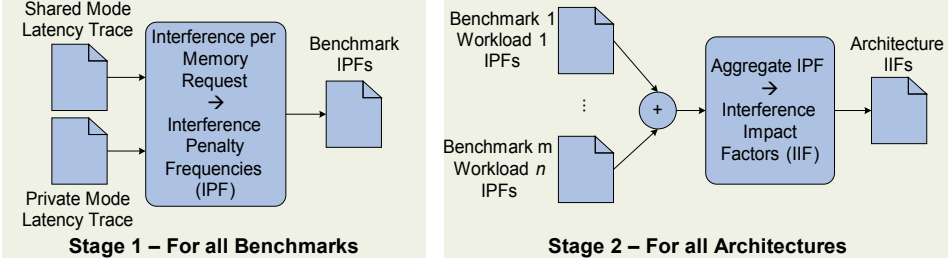 Shared Mode
Latency Trace
Interference per
Memory
Request
→
Interference
Penalty
Frequencies
(IPF)
Benchmark
IPFs
Private Mode
Latency Trace
Stage 1 – For all Benchmarks
Benchmark 1
Workload 1
IPFs
...
Benchmark m
Workload n
IPFs
+
Aggregate IPF
→
Interference
Impact
Factors (IIF)
Architecture
IIFs
Stage 2 – For all Architectures